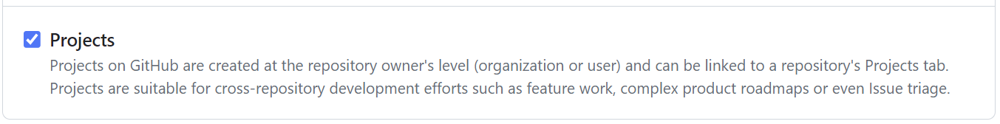 Projects
Projects on GitHub are created at the repository owner's level (organization or user) and can be linked to a repository's Projects tab.
Projects are suitable for cross-repository development efforts such as feature work, complex product roadmaps or even Issue triage.